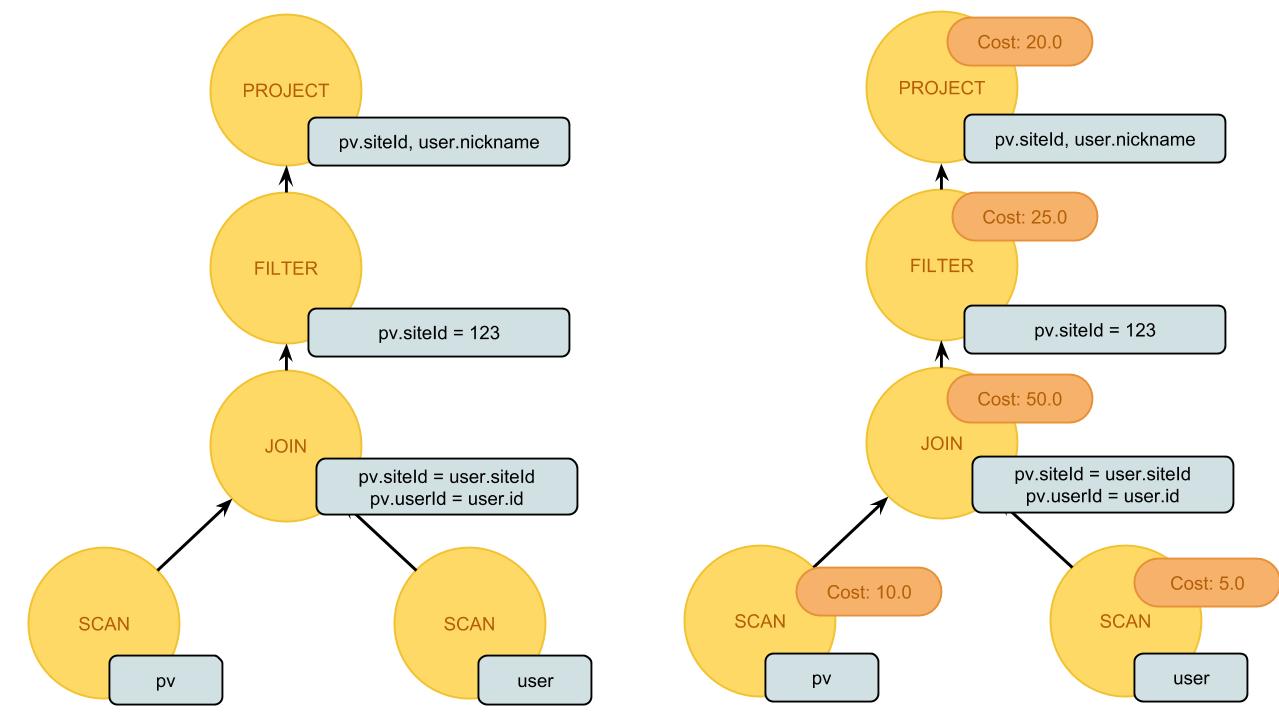 PROJECT
pv.siteId, user.nickname
FILTER
pv.siteId = 123
JOIN
pv.siteId = user.siteId
pv.userId = user.id
SCAN
pv
SCAN
user
Cost: 20.0
PROJECT
pv.siteId, user.nickname
Cost: 25.0
FILTER
pv.siteId = 123
Cost: 50.0
JOIN
pv.siteId = user.siteId
pv.userId = user.id
Cost: 10.0
SCAN
pv
Cost: 5.0
SCAN
user